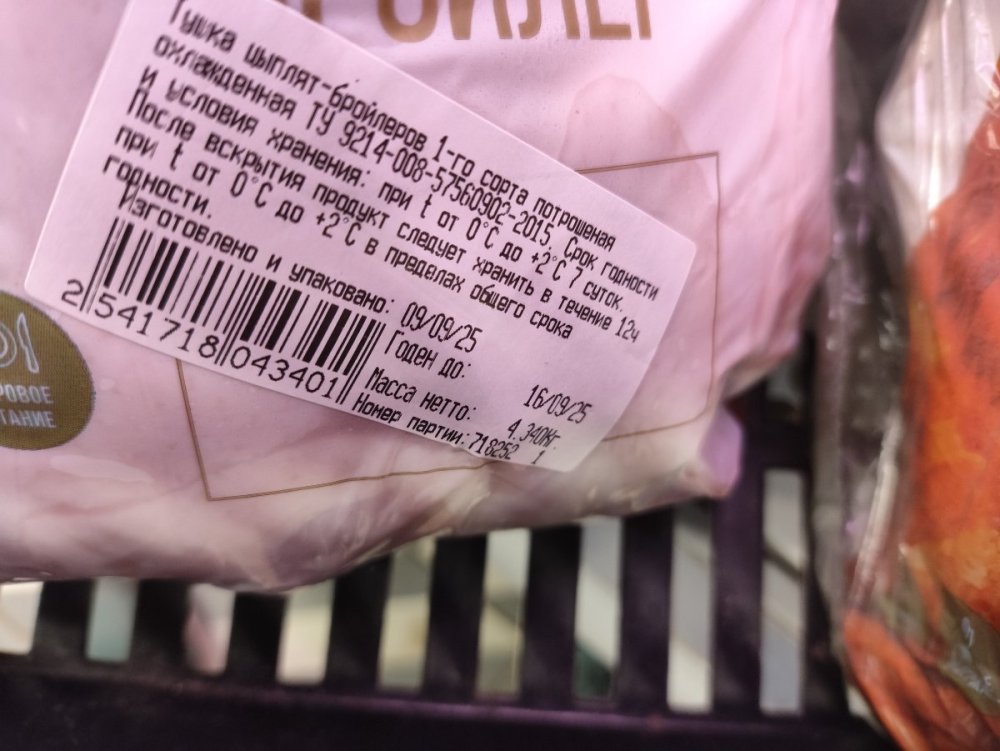 БРОЙЛЕР
Тушка цыплят-бройлеров 1-го сорта потрошеная
охлажденная ТУ 9214-008-57560902-2015. Срок годности
и условия хранения: при t от 0°С до +2°С 7 суток.
После вскрытия продукт следует хранить в течение 12ч
при t от 0°С до +2°С в пределах общего срока
годности.
Изготовлено и упаковано: 09/09/25
Годен до: 16/09/25
Масса нетто: 4.340Кг
Номер партии: 718252 1
2 541718 043401
РОВОЕ
ТАНИЕ